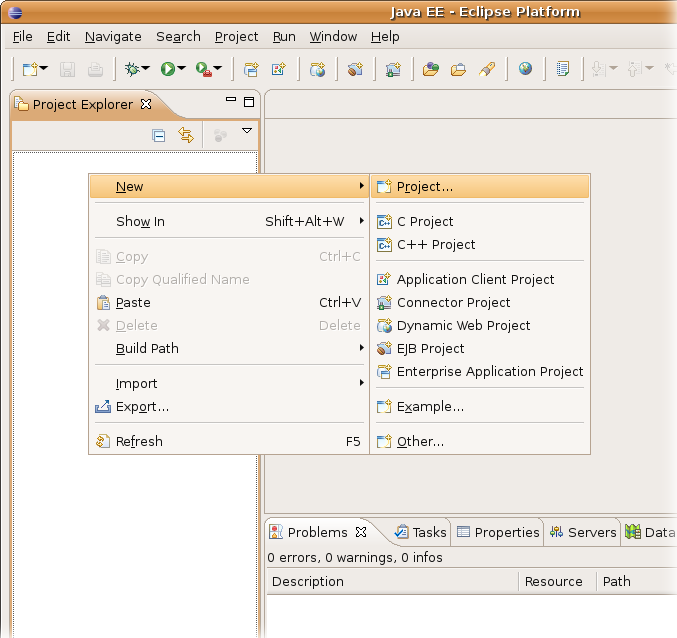 Java EE - Eclipse Platform
File Edit Navigate Search Project Run Window Help
Project Explorer
New
Show In Shift+Alt+W
Copy Ctrl+C
Copy Qualified Name
Paste Ctrl+V
Delete Delete
Build Path
Import
Export...
Refresh F5
Project...
C Project
C++ Project
Application Client Project
Connector Project
Dynamic Web Project
EJB Project
Enterprise Application Project
Example...
Other...
Problems Tasks Properties Servers Data
0 errors, 0 warnings, 0 infos
Description Resource Path